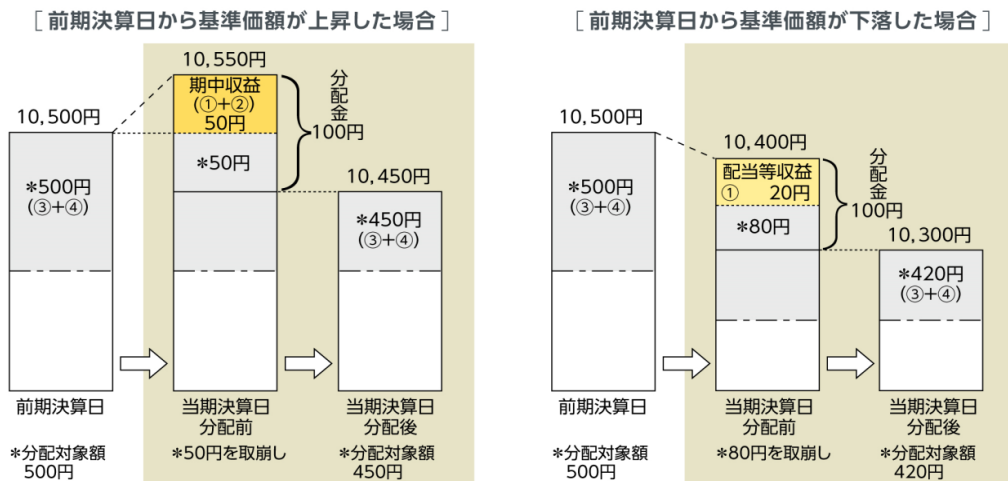 [前期決算日から基準価額が上昇した場合]
10,550円
期中収益
(①+②)
50円
分配金
100円
10,500円
*500円
(③+④)
*50円
10,450円
*450円
(③+④)
前期決算日
当期決算日
分配前
当期決算日
分配後
*分配対象額
500円
*50円を取崩し
*分配対象額
450円
[前期決算日から基準価額が下落した場合]
10,500円
*500円
(③+④)
10,400円
配当等収益
① 20円
分配金
100円
*80円
10,300円
*420円
(③+④)
前期決算日
当期決算日
分配前
当期決算日
分配後
*分配対象額
500円
*80円を取崩し
*分配対象額
420円